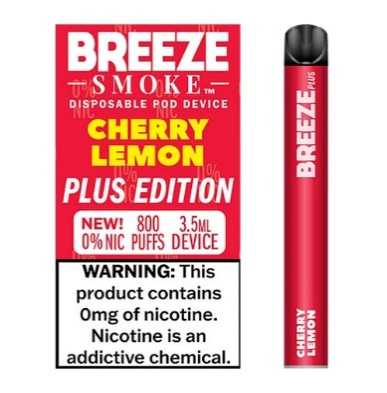 BREEZE
SMOKE™
DISPOSABLE POD DEVICE
CHERRY
LEMON
PLUS EDITION
NEW! 800 3.5ML
0% NIC PUFFS DEVICE
WARNING: This
product contains
0mg of nicotine.
Nicotine is an
addictive chemical.
BREEZE PLUS
CHERRY
LEMON